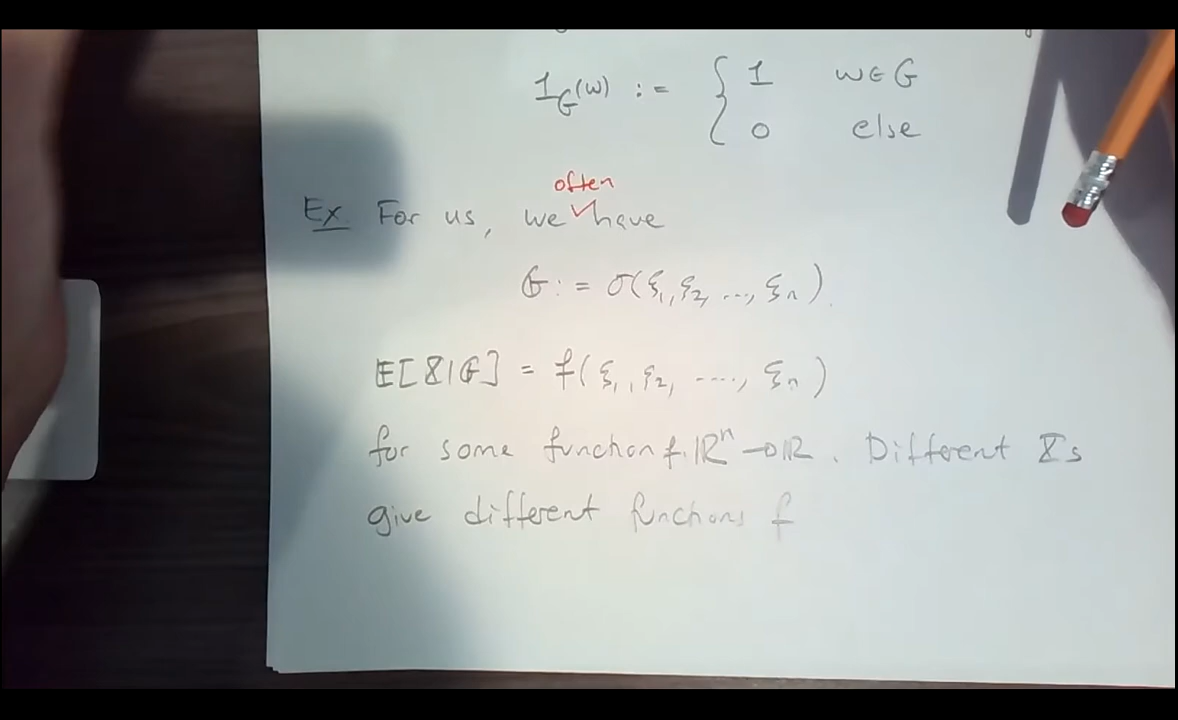 1_G(w) := { 1 w∈G
0 else
often
Ex. For us, we have
G := σ(ξ₁, ξ₂, ..., ξₙ).
E[X|G] = f(ξ₁, ξ₂, ...., ξₙ)
for some function f: ℝⁿ → ℝ. Different Xs
give different functions f